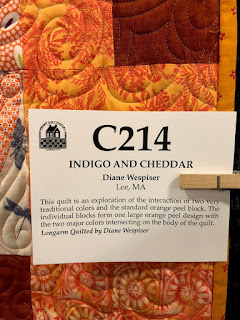 C214
INDIGO AND CHEDDAR
Diane Wespiser
Lee, MA
This quilt is an exploration of the interaction of two very
traditional colors and the standard orange peel block. The
individual blocks form one large orange peel design with
the two major colors intersecting on the body of the quilt.
Longarm Quilted by Diane Wespiser